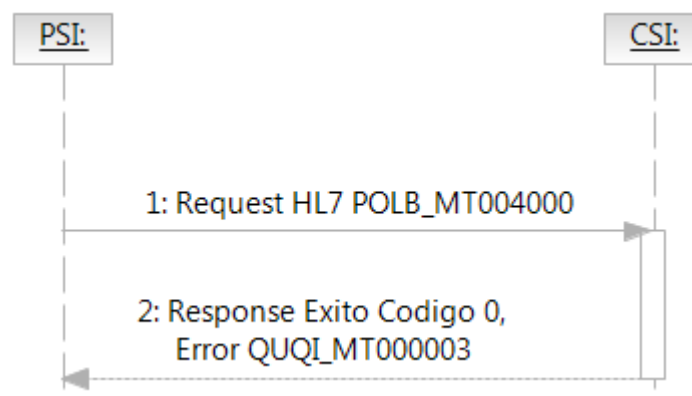 PSI:
CSI:
1: Request HL7 POLB_MT004000
2: Response Exito Codigo 0,
Error QUQI_MT000003